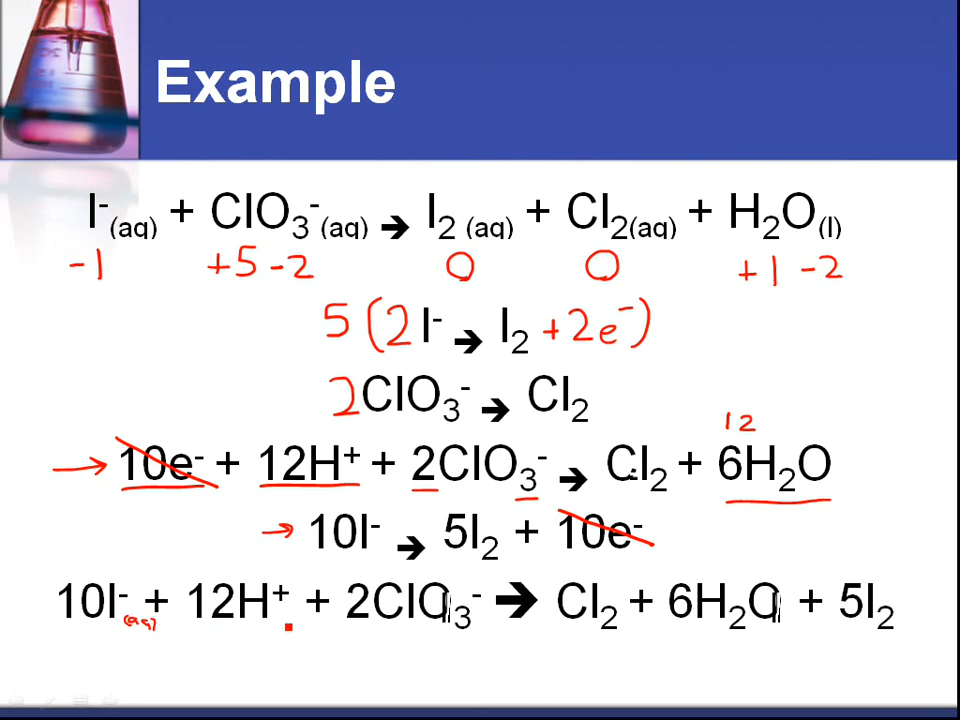 Example
I⁻(aq) + ClO₃⁻(aq) ➔ I₂ (aq) + Cl₂(aq) + H₂O(l)
-1 +5 -2 0 0 +1 -2
5 (2 I⁻ ➔ I₂ +2e⁻)
2ClO₃⁻ ➔ Cl₂
12
→ 10e⁻ + 12H⁺ + 2ClO₃⁻ ➔ Cl₂ + 6H₂O
→ 10I⁻ ➔ 5I₂ + 10e⁻
10I⁻ + 12H⁺ + 2ClO₃⁻ ➔ Cl₂ + 6H₂O + 5I₂
(aq)